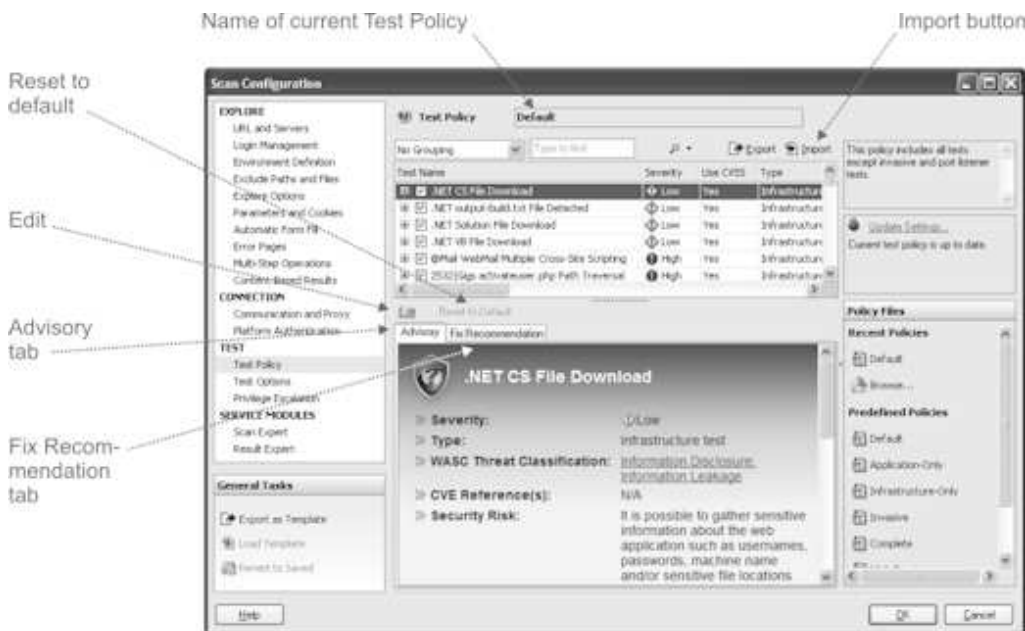 Name of current Test Policy
Import button
Reset to
default
Edit
Advisory
tab
Fix Recom-
mendation
tab
Scan Configuration
EXPLORE
URL and Servers
Login Management
Environment Definition
Exclude Paths and Files
Explore Options
Parameters and Cookies
Automatic Form Fill
Error Pages
Multi-Step Operations
Content-Based Results
CONNECTION
Communication and Proxy
Platform Authentication
TEST
Test Policy
Test Options
Privilege Escalation
SERVICE MODULES
Scan Expert
Result Expert
General Tasks
Export as Template
Load Template
Revert to Saved
Test Policy Default
No Grouping Type to find Export Import
Test Name Severity Use CVSS Type
.NET CS File Download Low Yes Infrastructure
.NET output-build.txt File Detected Low Yes Infrastructure
.NET Solution File Download Low Yes Infrastructure
.NET VB File Download Low Yes Infrastructure
@Mail WebMail Multiple Cross-Site Scripting High Yes Infrastructure
2532|Gigs activateuser.php Path Traversal High Yes Infrastructure
Edit Reset to Default
Advisory Fix Recommendation
.NET CS File Download
Severity: Low
Type: Infrastructure test
WASC Threat Classification: Information Disclosure:
Information Leakage
CVE Reference(s): N/A
Security Risk: It is possible to gather sensitive
information about the web
application such as usernames,
passwords, machine name
and/or sensitive file locations
This policy includes all tests
except invasive and port listener
tests.
Update Settings...
Current test policy is up to date.
Policy Files
Recent Policies
Default
Browse...
Predefined Policies
Default
Application-Only
Infrastructure-Only
Invasive
Complete
Help OK Cancel